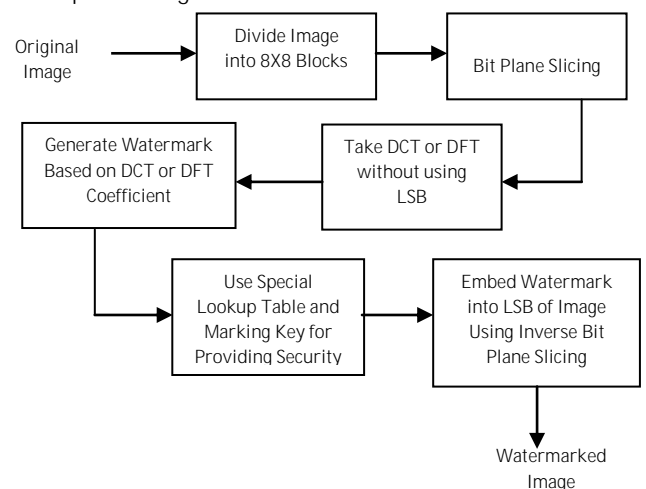 Original
Image
Divide Image
into 8X8 Blocks
Bit Plane Slicing
Generate Watermark
Based on DCT or DFT
Coefficient
Take DCT or DFT
without using
LSB
Use Special
Lookup Table and
Marking Key for
Providing Security
Embed Watermark
into LSB of Image
Using Inverse Bit
Plane Slicing
Watermarked
Image